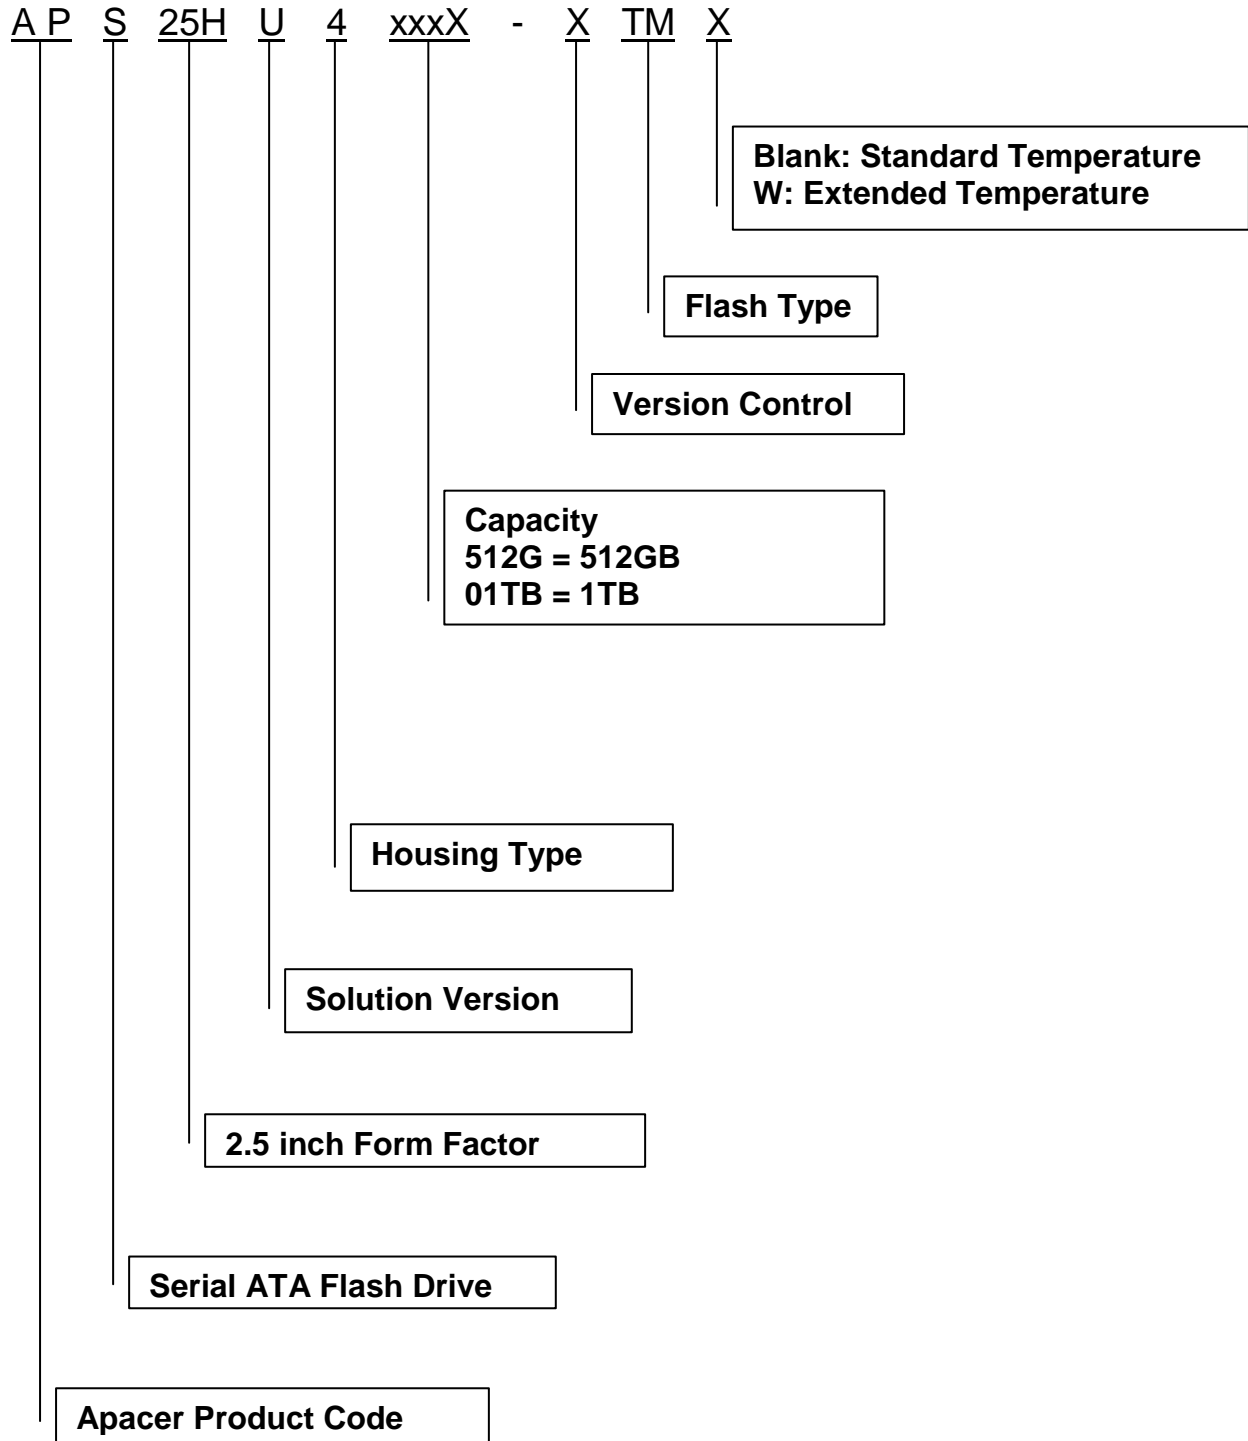 A P S 25H U 4 xxxX - X TM X
Blank: Standard Temperature
W: Extended Temperature
Flash Type
Version Control
Capacity
512G = 512GB
01TB = 1TB
Housing Type
Solution Version
2.5 inch Form Factor
Serial ATA Flash Drive
Apacer Product Code